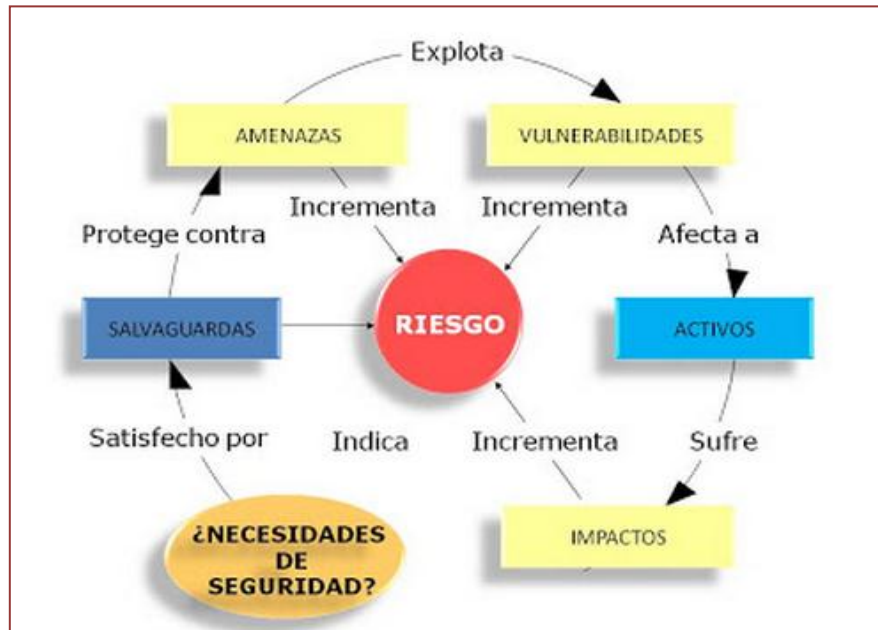 Explota
AMENAZAS
VULNERABILIDADES
Incrementa
Incrementa
Protege contra
Afecta a
SALVAGUARDAS
RIESGO
ACTIVOS
Satisfecho por
Indica
Incrementa
Sufre
¿NECESIDADES
DE
SEGURIDAD?
IMPACTOS